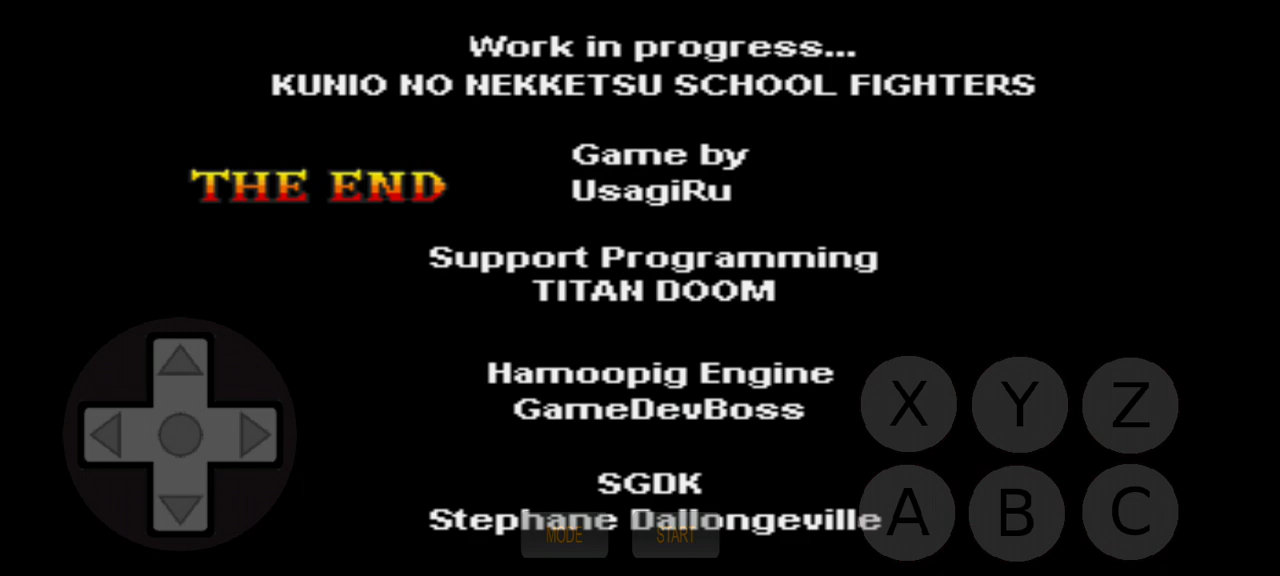 Work in progress...
KUNIO NO NEKKETSU SCHOOL FIGHTERS
Game by
THE END
UsagiRu
Support Programming
TITAN DOOM
Hamoopig Engine
GameDevBoss
X Y Z
SGDK
Stephane Dallongeville
A B C
MODE START